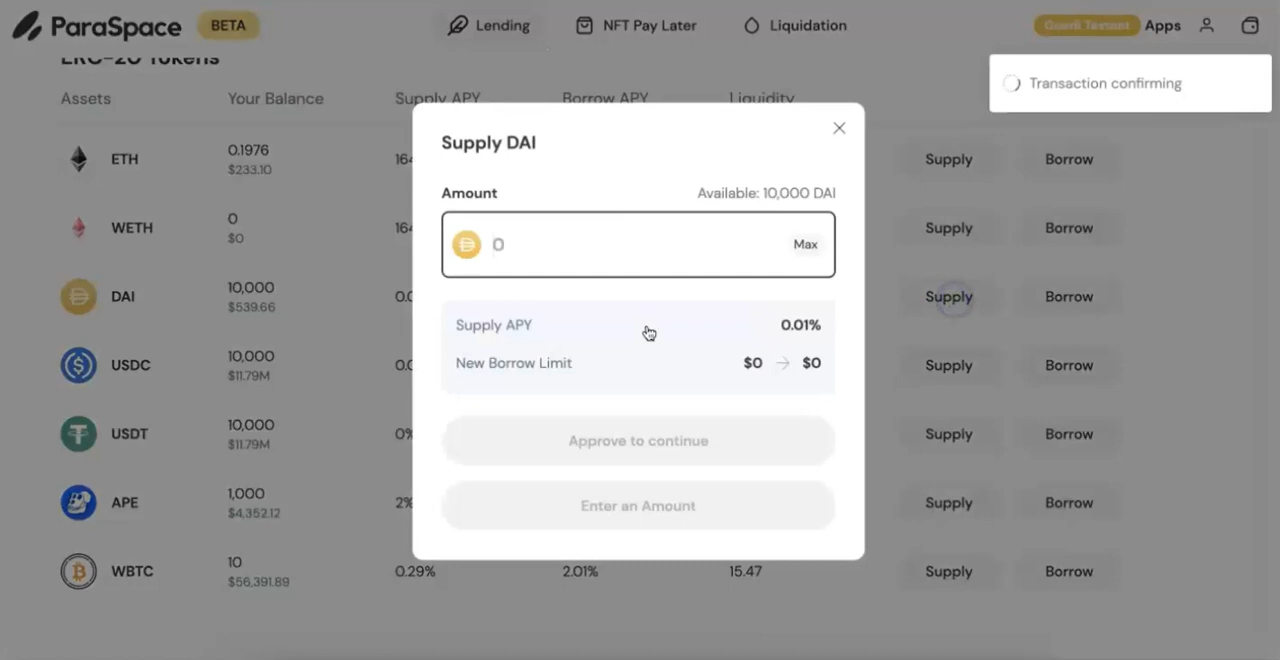 ParaSpace BETA Lending NFT Pay Later Liquidation Goerli Testnet Apps
ERC-20 Tokens
Transaction confirming
Assets Your Balance Supply APY Borrow APY Liquidity
ETH 0.1976 Supply Borrow
$233.10
WETH 0 Supply Borrow
$0
DAI 10,000 Supply Borrow
$539.66
USDC 10,000 Supply Borrow
$11.79M
USDT 10,000 0% Supply Borrow
$11.79M
APE 1,000 2% Supply Borrow
$4,352.12
WBTC 10 0.29% 2.01% 15.47 Supply Borrow
$56,391.89
Supply DAI
Amount Available: 10,000 DAI
0 Max
Supply APY 0.01%
New Borrow Limit $0 → $0
Approve to continue
Enter an Amount